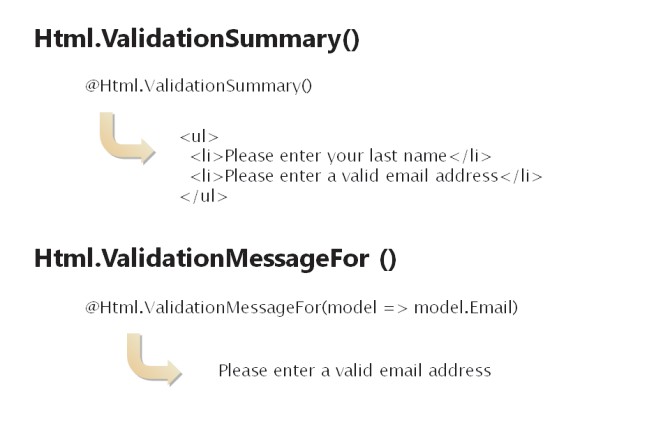 Html.ValidationSummary()
@Html.ValidationSummary()
<ul>
<li>Please enter your last name</li>
<li>Please enter a valid email address</li>
</ul>
Html.ValidationMessageFor ()
@Html.ValidationMessageFor(model => model.Email)
Please enter a valid email address